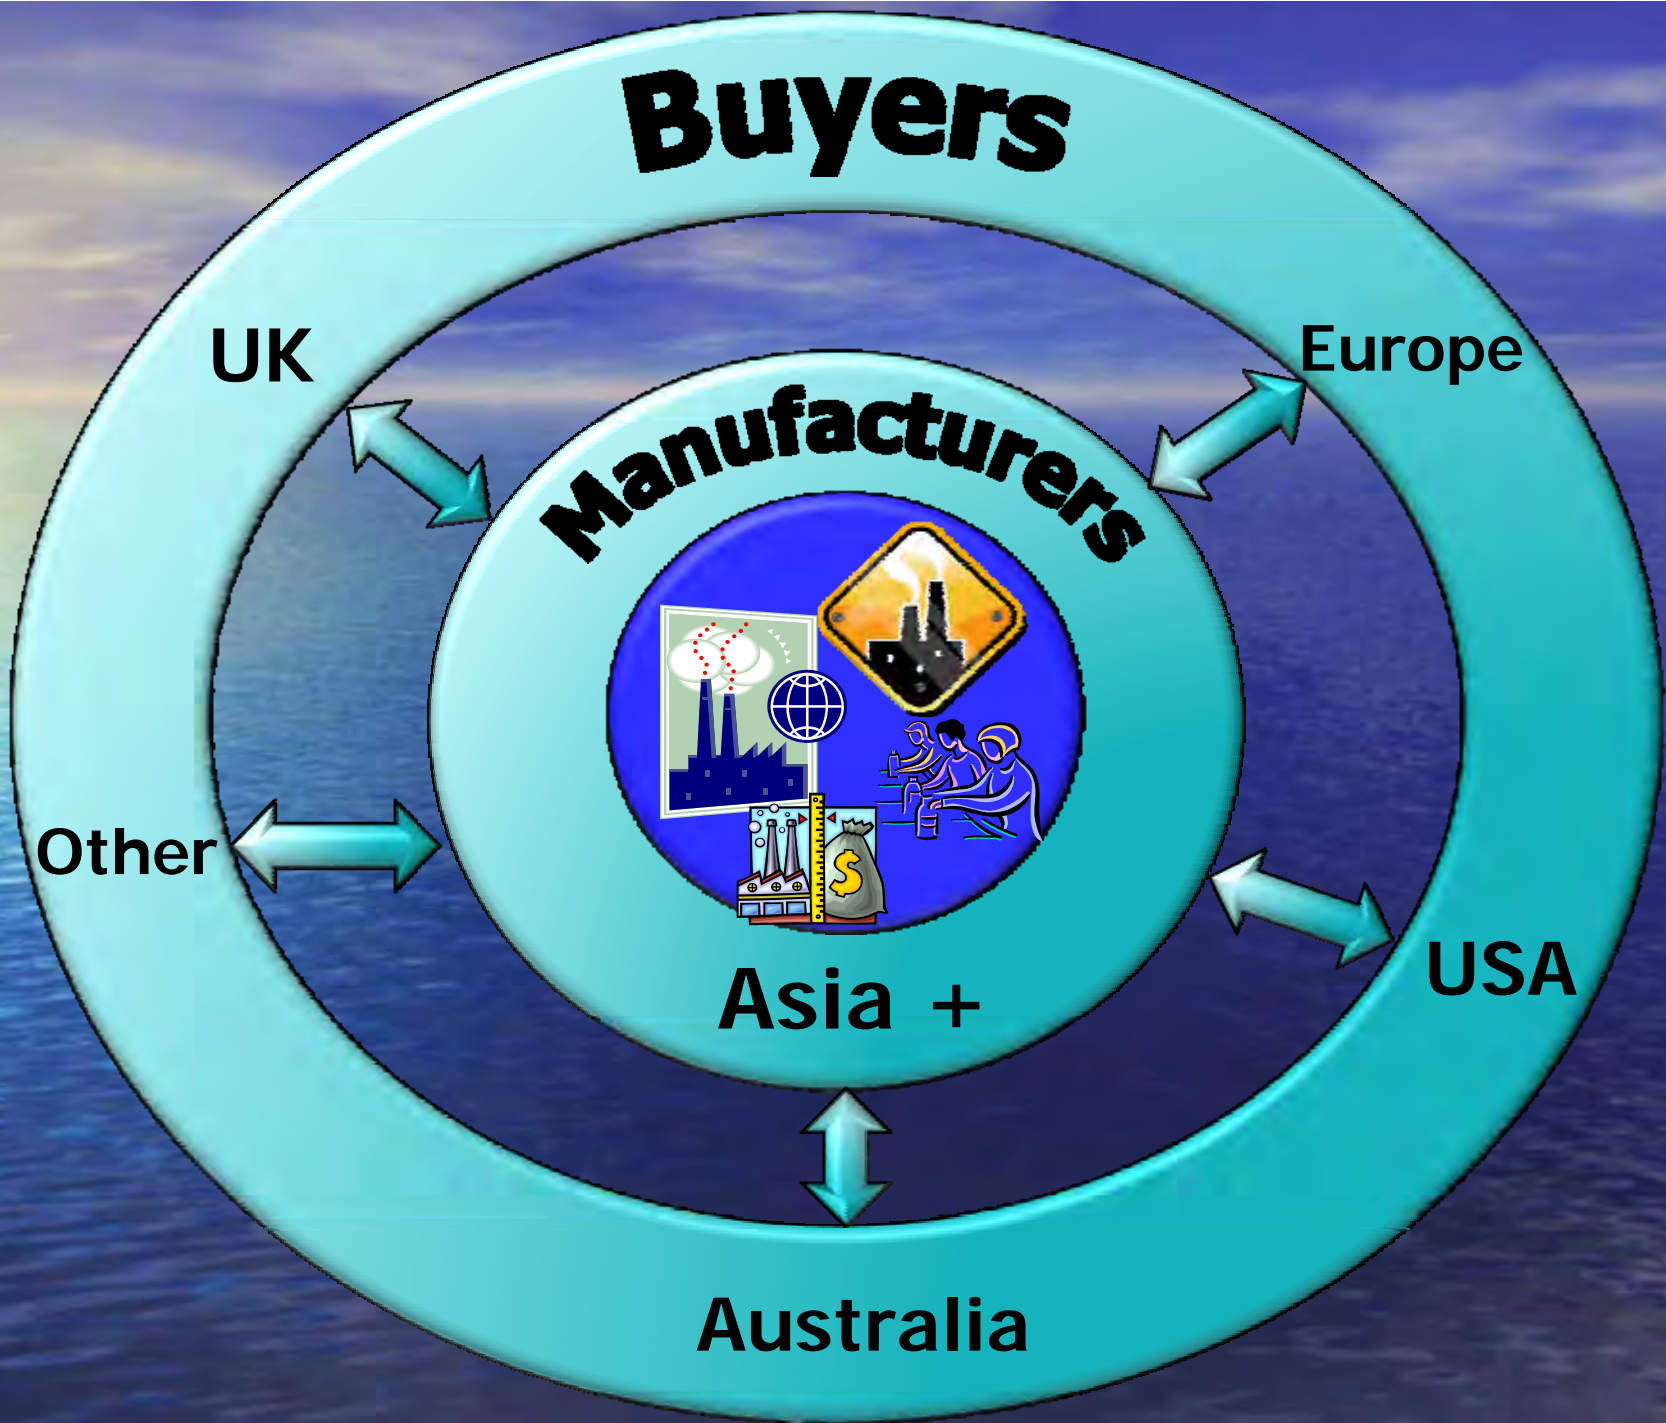 Buyers
UK
Europe
Manufacturers
$
Other
USA
Asia +
Australia